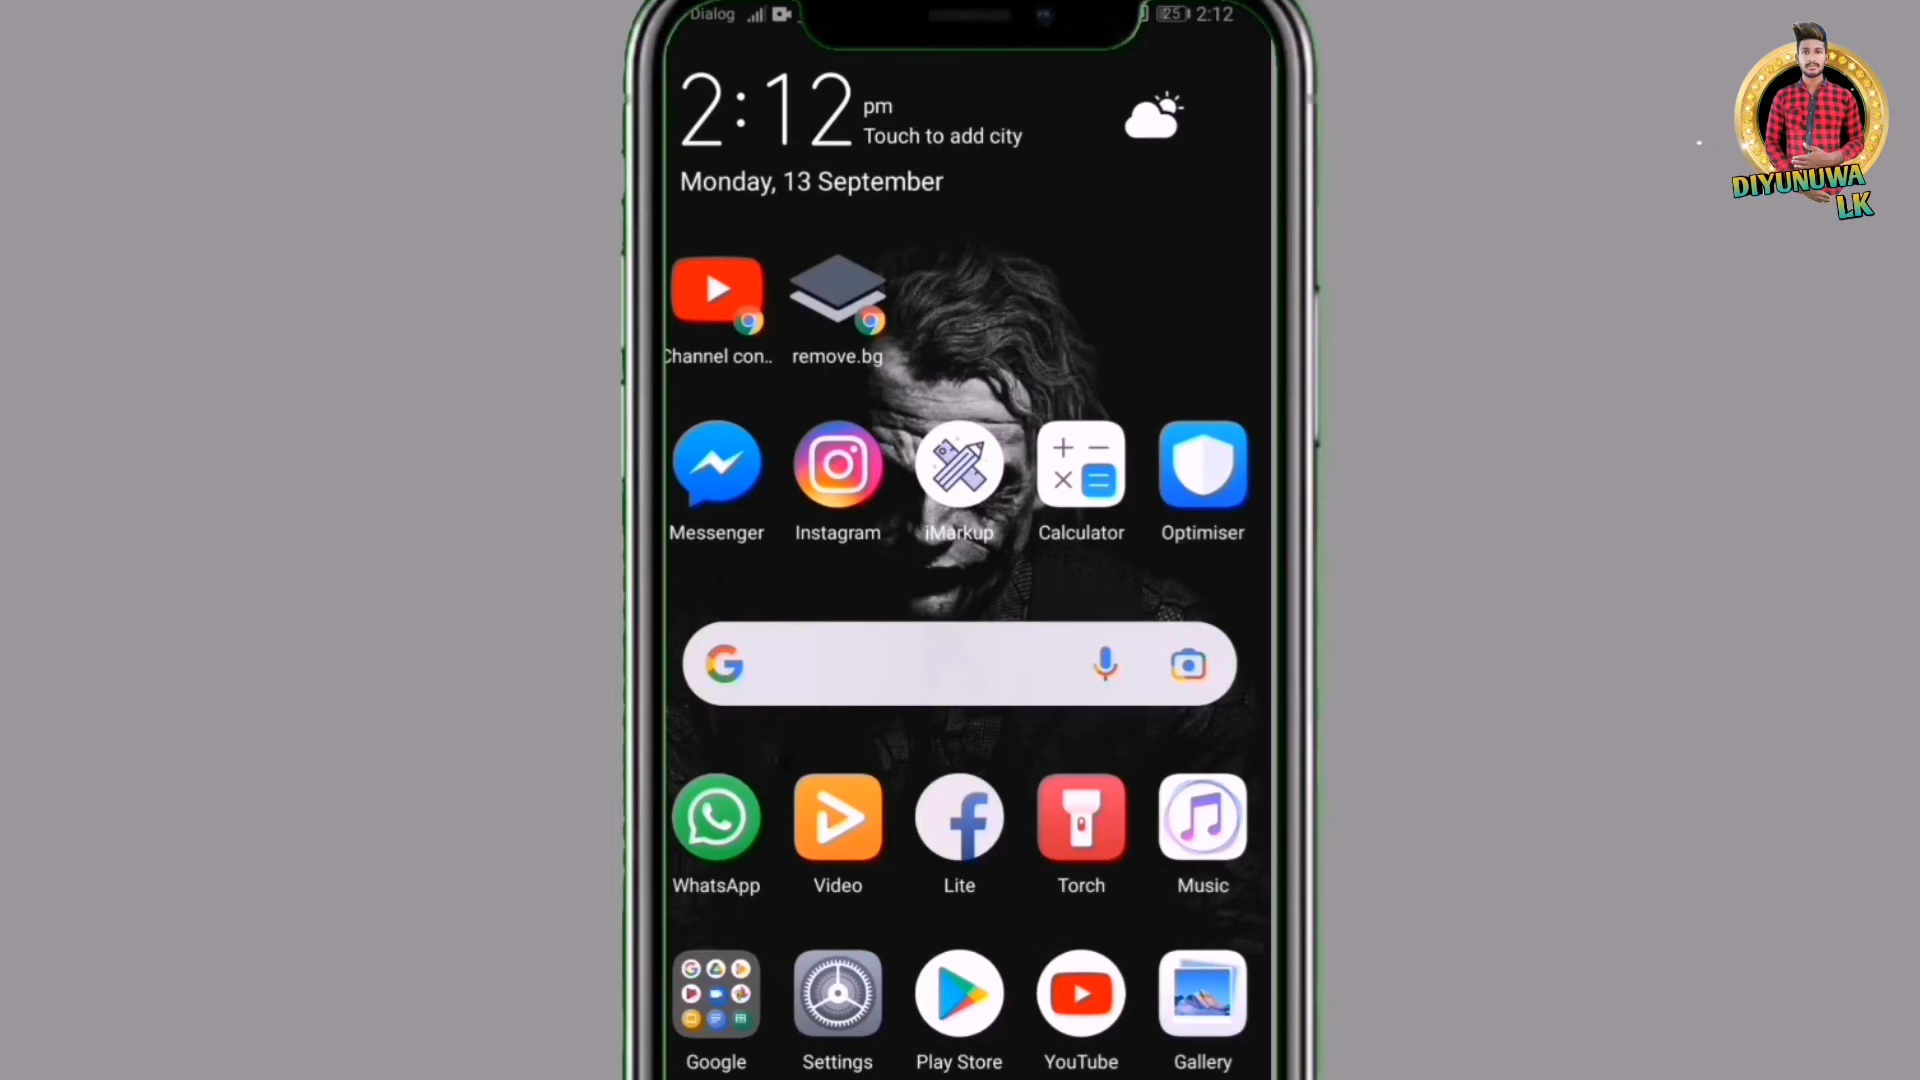 Dialog
25 2:12
2:12 pm
Touch to add city
Monday, 13 September
Channel con..
remove.bg
Messenger
Instagram
iMarkup
Calculator
Optimiser
WhatsApp
Video
Lite
Torch
Music
Google
Settings
Play Store
YouTube
Gallery
DIYUNUWA
LK